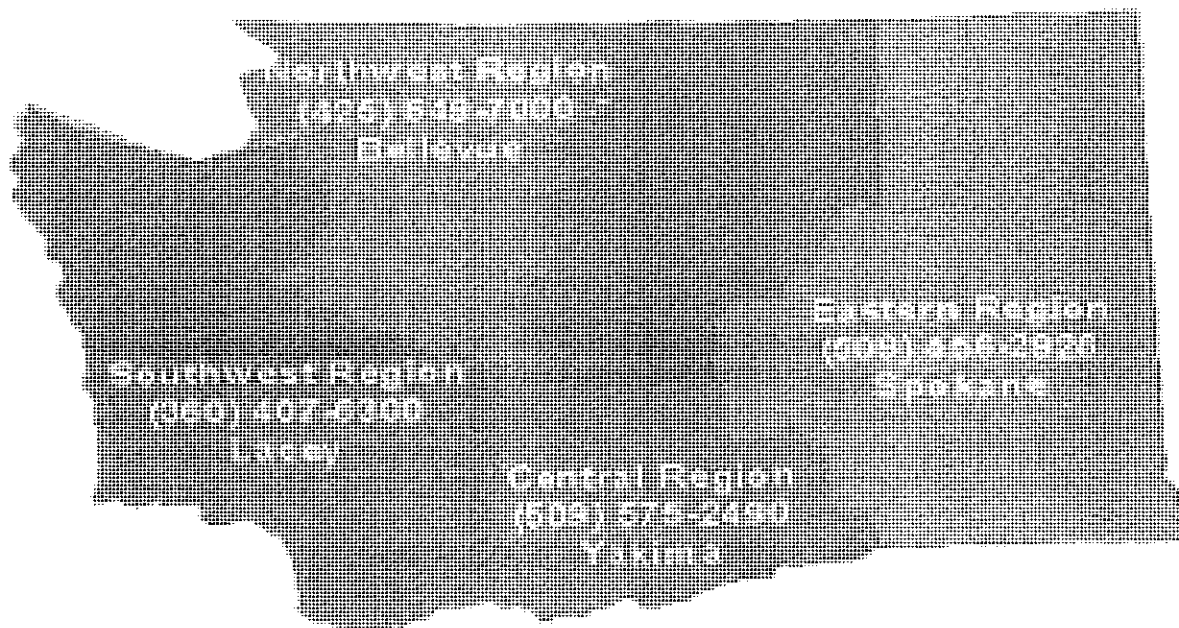 Northwest Region
(425) 649-7000
Bellevue
Eastern Region
(509) 456-2926
Spokane
Southwest Region
(360) 407-6300
Lacey
Central Region
(509) 575-2490
Yakima